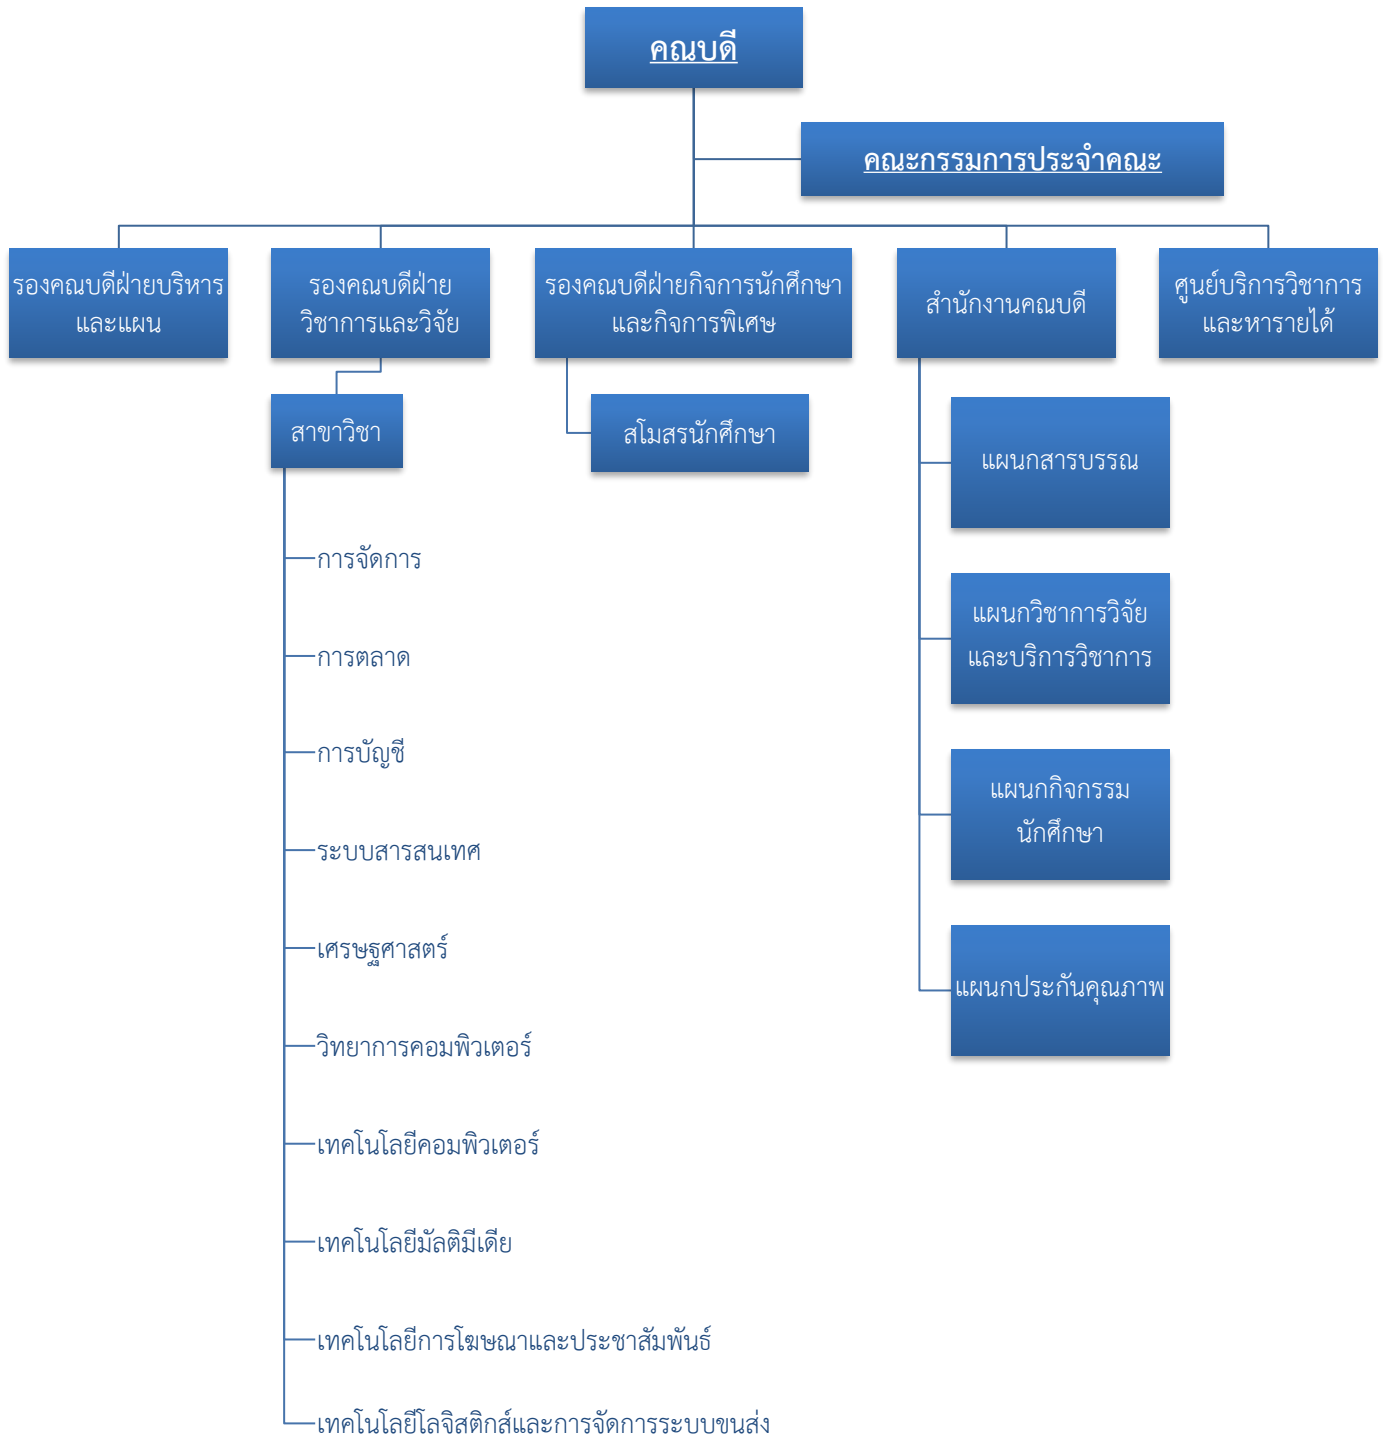 คณบดี
คณะกรรมการประจำคณะ
รองคณบดีฝ่ายบริหาร
และแผน
รองคณบดีฝ่าย
วิชาการและวิจัย
รองคณบดีฝ่ายกิจการนักศึกษา
และกิจการพิเศษ
สำนักงานคณบดี
ศูนย์บริการวิชาการ
และหารายได้
สาขาวิชา
การจัดการ
การตลาด
การบัญชี
ระบบสารสนเทศ
เศรษฐศาสตร์
วิทยาการคอมพิวเตอร์
เทคโนโลยีคอมพิวเตอร์
เทคโนโลยีมัลติมีเดีย
เทคโนโลยีการโฆษณาและประชาสัมพันธ์
เทคโนโลยีโลจิสติกส์และการจัดการระบบขนส่ง
สโมสรนักศึกษา
แผนกสารบรรณ
แผนกวิชาการวิจัย
และบริการวิชาการ
แผนกกิจกรรม
นักศึกษา
แผนกประกันคุณภาพ